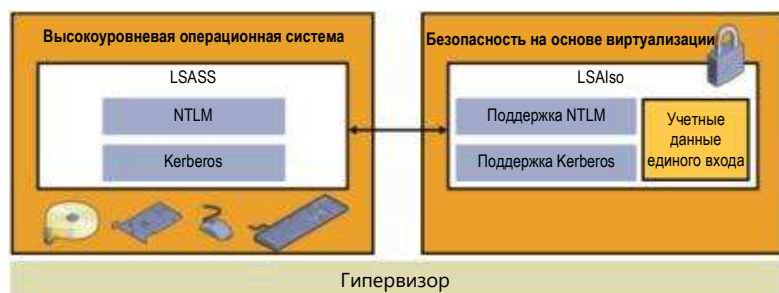 Высокоуровневая операционная система
LSASS
NTLM
Kerberos
Безопасность на основе виртуализации
LSAIso
Поддержка NTLM
Поддержка Kerberos
Учетные
данные
единого входа
Гипервизор